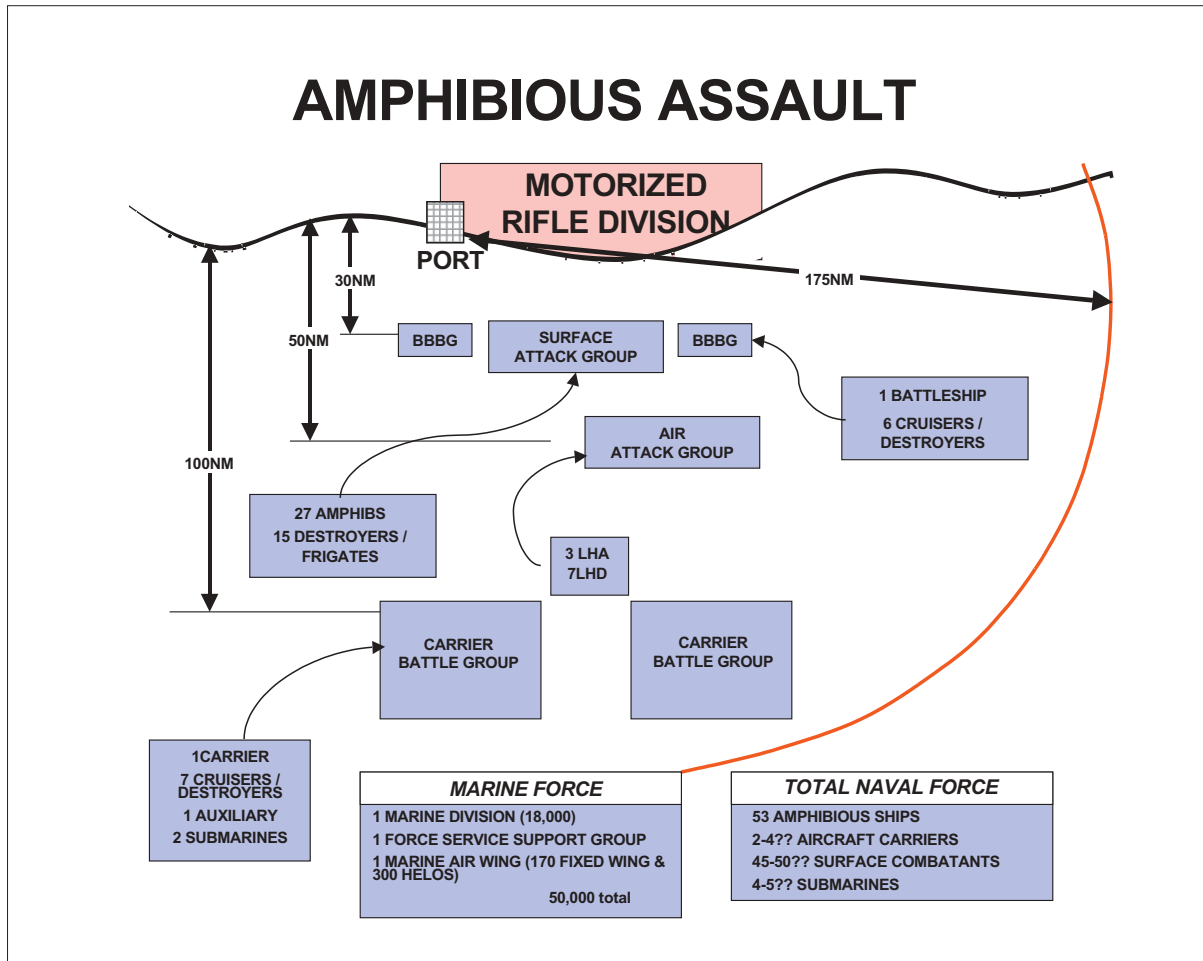 AMPHIBIOUS ASSAULT
MOTORIZED
RIFLE DIVISION
PORT
30NM
175NM
50NM
BBBG
SURFACE
ATTACK GROUP
BBBG
1 BATTLESHIP
6 CRUISERS /
DESTROYERS
AIR
ATTACK GROUP
100NM
27 AMPHIBS
15 DESTROYERS /
FRIGATES
3 LHA
7LHD
CARRIER
BATTLE GROUP
CARRIER
BATTLE GROUP
1CARRIER
7 CRUISERS /
DESTROYERS
1 AUXILIARY
2 SUBMARINES
MARINE FORCE
1 MARINE DIVISION (18,000)
1 FORCE SERVICE SUPPORT GROUP
1 MARINE AIR WING (170 FIXED WING &
300 HELOS)
50,000 total
TOTAL NAVAL FORCE
53 AMPHIBIOUS SHIPS
2-4?? AIRCRAFT CARRIERS
45-50?? SURFACE COMBATANTS
4-5?? SUBMARINES